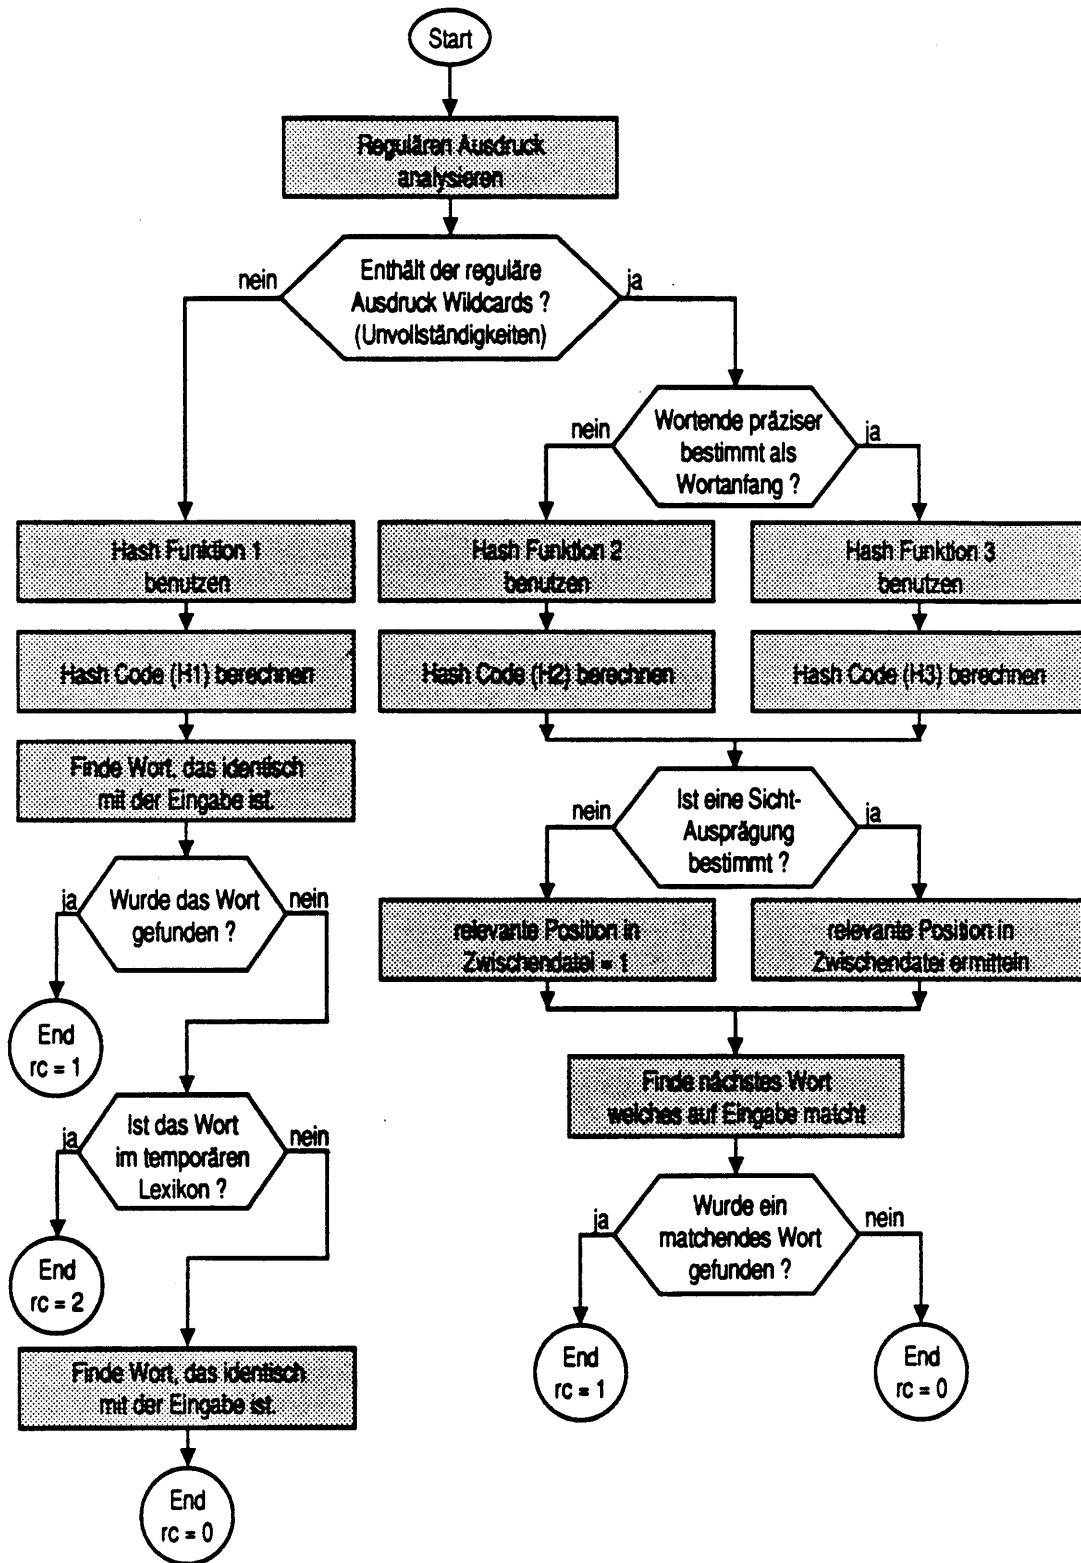 Start
Regulären Ausdruck
analysieren
Enthält der reguläre
Ausdruck Wildcards ?
(Unvollständigkeiten)
nein
ja
Wortende präziser
bestimmt als
Wortanfang ?
nein
ja
Hash Funktion 1
benutzen
Hash Funktion 2
benutzen
Hash Funktion 3
benutzen
Hash Code (H1) berechnen
Hash Code (H2) berechnen
Hash Code (H3) berechnen
Finde Wort, das identisch
mit der Eingabe ist.
Ist eine Sicht-
Ausprägung
bestimmt ?
nein
ja
Wurde das Wort
gefunden ?
ja
nein
relevante Position in
Zwischendatei = 1
relevante Position in
Zwischendatei ermitteln
End
rc = 1
Finde nächstes Wort
welches auf Eingabe matcht
Ist das Wort
im temporären
Lexikon ?
ja
nein
Wurde ein
matchendes Wort
gefunden ?
ja
nein
End
rc = 2
End
rc = 1
End
rc = 0
Finde Wort, das identisch
mit der Eingabe ist.
End
rc = 0